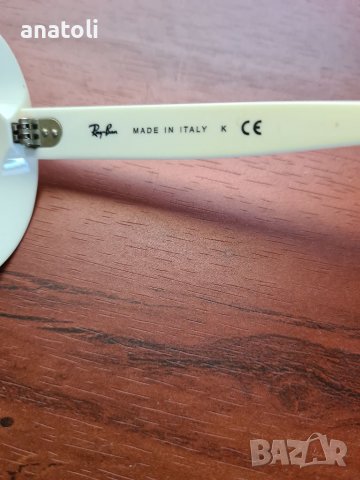 anatoli
Ray-Ban MADE IN ITALY K CE
BAZAR